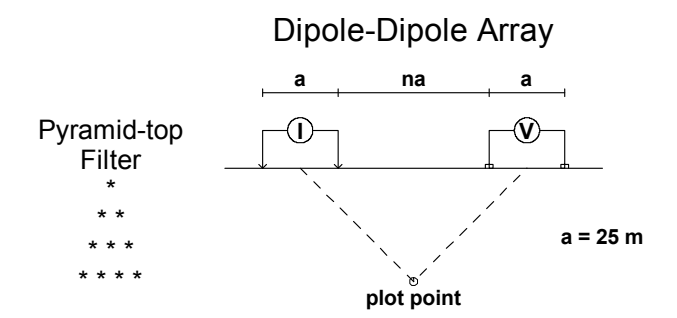 Dipole-Dipole Array
a na a
I V
Pyramid-top
Filter
*
* *
* * *
* * * *
a = 25 m
plot point